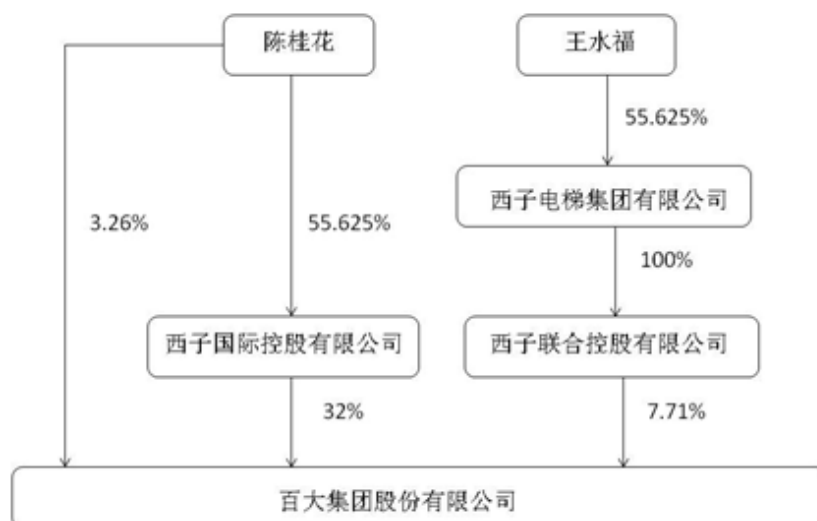 陈桂花
王水福
55.625%
西子电梯集团有限公司
3.26%
55.625%
100%
西子国际控股有限公司
西子联合控股有限公司
32%
7.71%
百大集团股份有限公司